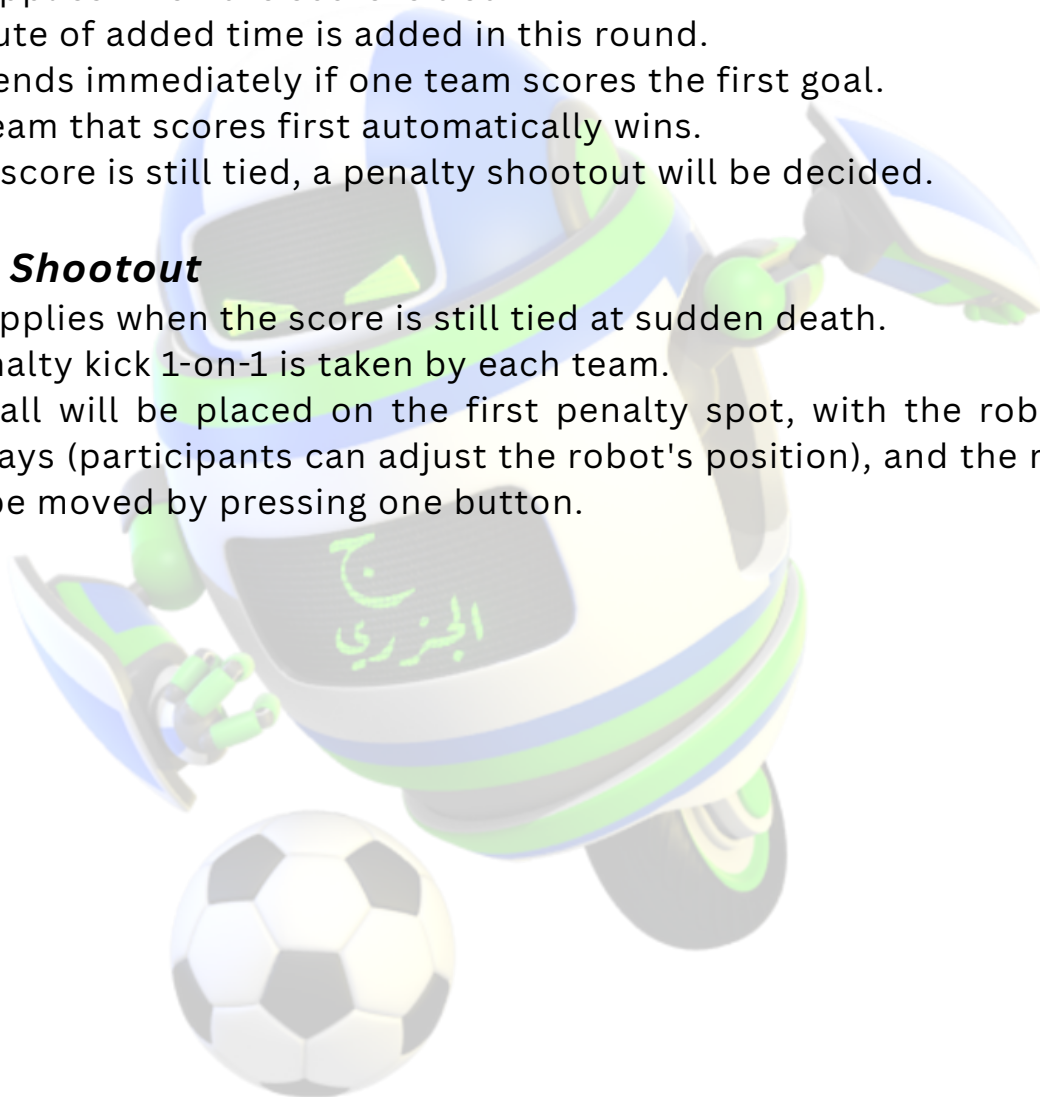 ute of added time is added in this round.
ends immediately if one team scores the first goal.
eam that scores first automatically wins.
score is still tied, a penalty shootout will be decided.
Shootout
pplies when the score is still tied at sudden death.
nalty kick 1-on-1 is taken by each team.
all will be placed on the first penalty spot, with the rob
ays (participants can adjust the robot's position), and the r
be moved by pressing one button.
ج
الجزري